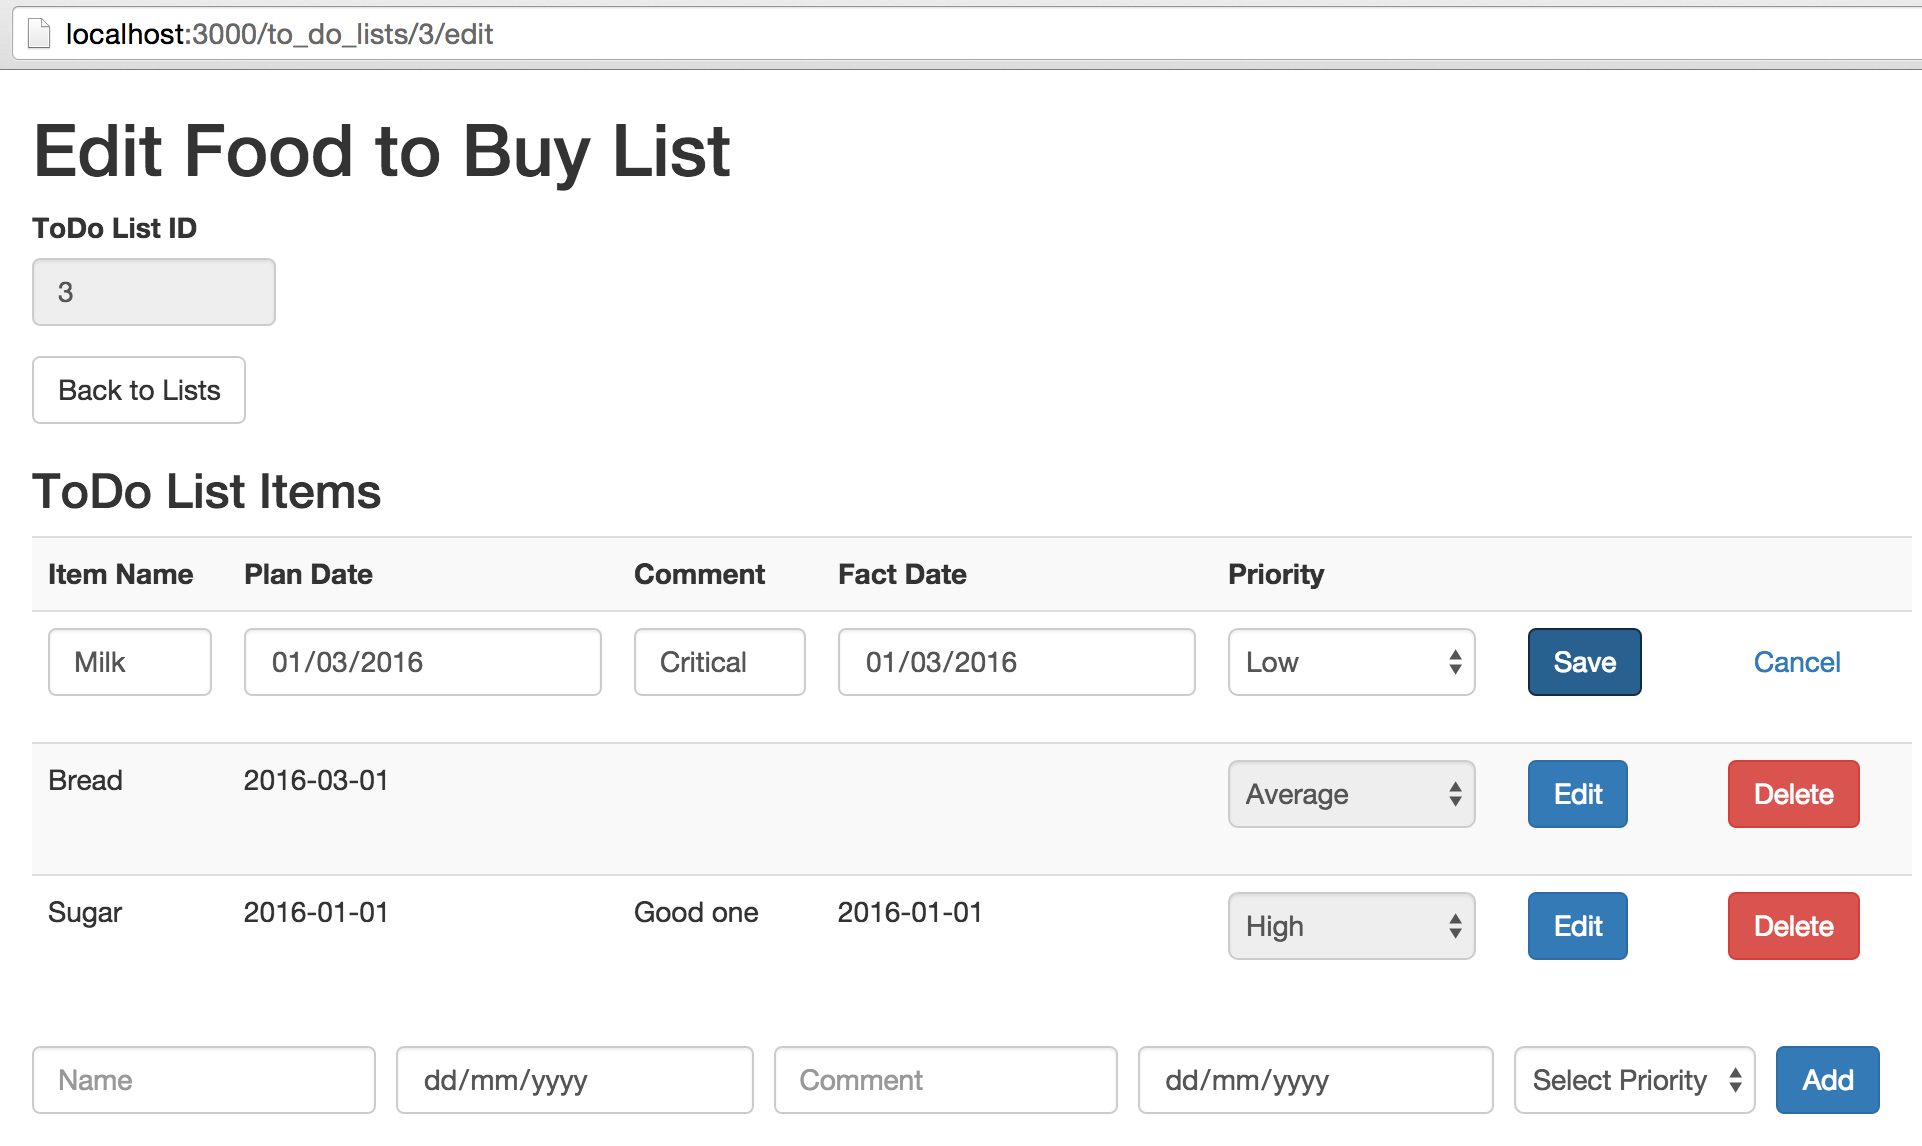 localhost:3000/to_do_lists/3/edit
Edit Food to Buy List
ToDo List ID
3
Back to Lists
ToDo List Items
Item Name Plan Date Comment Fact Date Priority
Milk 01/03/2016 Critical 01/03/2016 Low Save Cancel
Bread 2016-03-01 Average Edit Delete
Sugar 2016-01-01 Good one 2016-01-01 High Edit Delete
Name dd/mm/yyyy Comment dd/mm/yyyy Select Priority Add